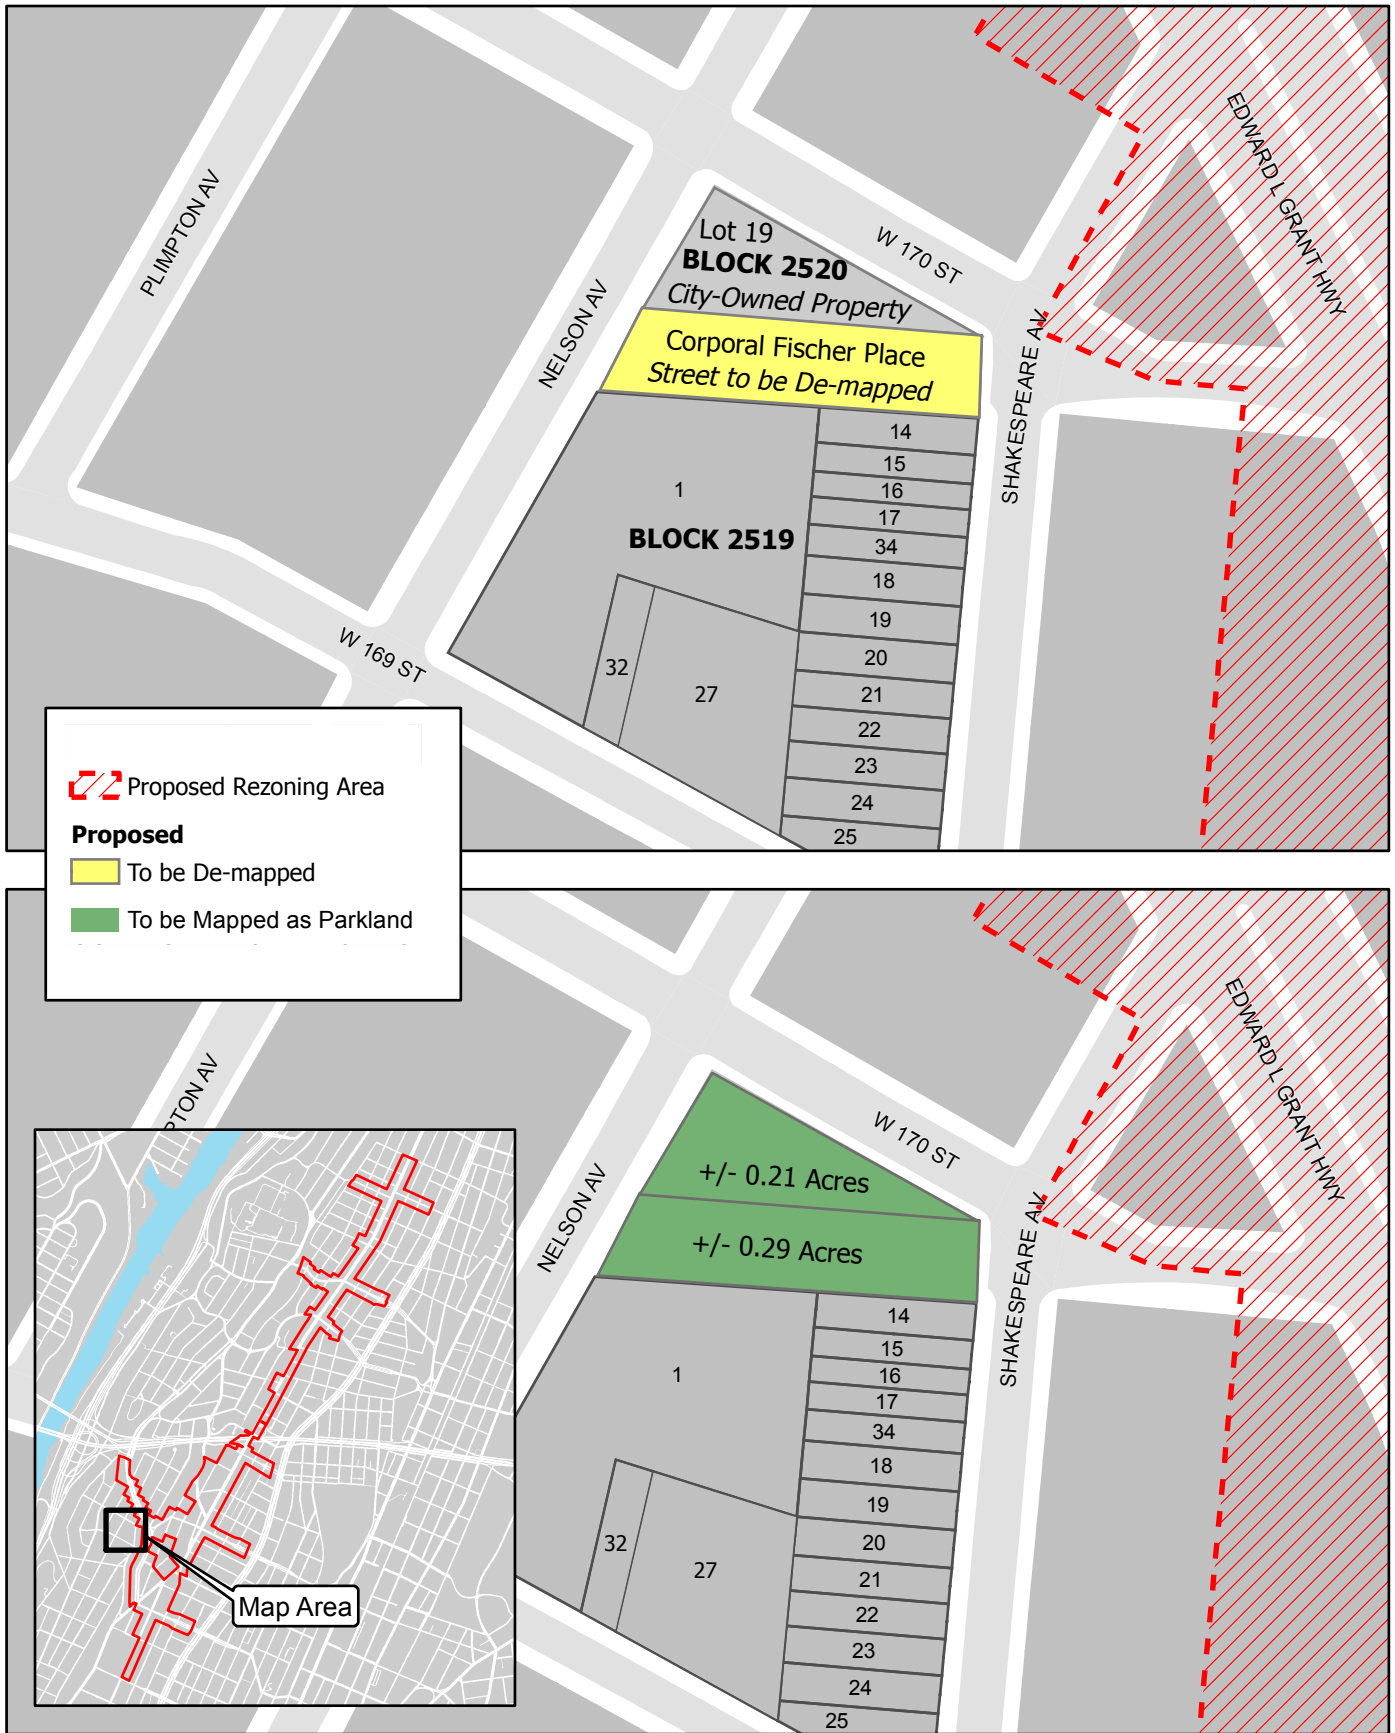 PLIMPTON AV
NELSON AV
Lot 19
BLOCK 2520
City-Owned Property
W 170 ST
EDWARD L GRANT HWY
Corporal Fischer Place
Street to be De-mapped
SHAKESPEARE AV
1
BLOCK 2519
14
15
16
17
34
18
19
20
21
22
23
24
25
32
27
W 169 ST
Proposed Rezoning Area
Proposed
To be De-mapped
To be Mapped as Parkland
PTON AV
NELSON AV
W 170 ST
EDWARD L GRANT HWY
+/- 0.21 Acres
+/- 0.29 Acres
SHAKESPEARE AV
1
14
15
16
17
34
18
19
20
21
22
23
24
25
32
27
Map Area